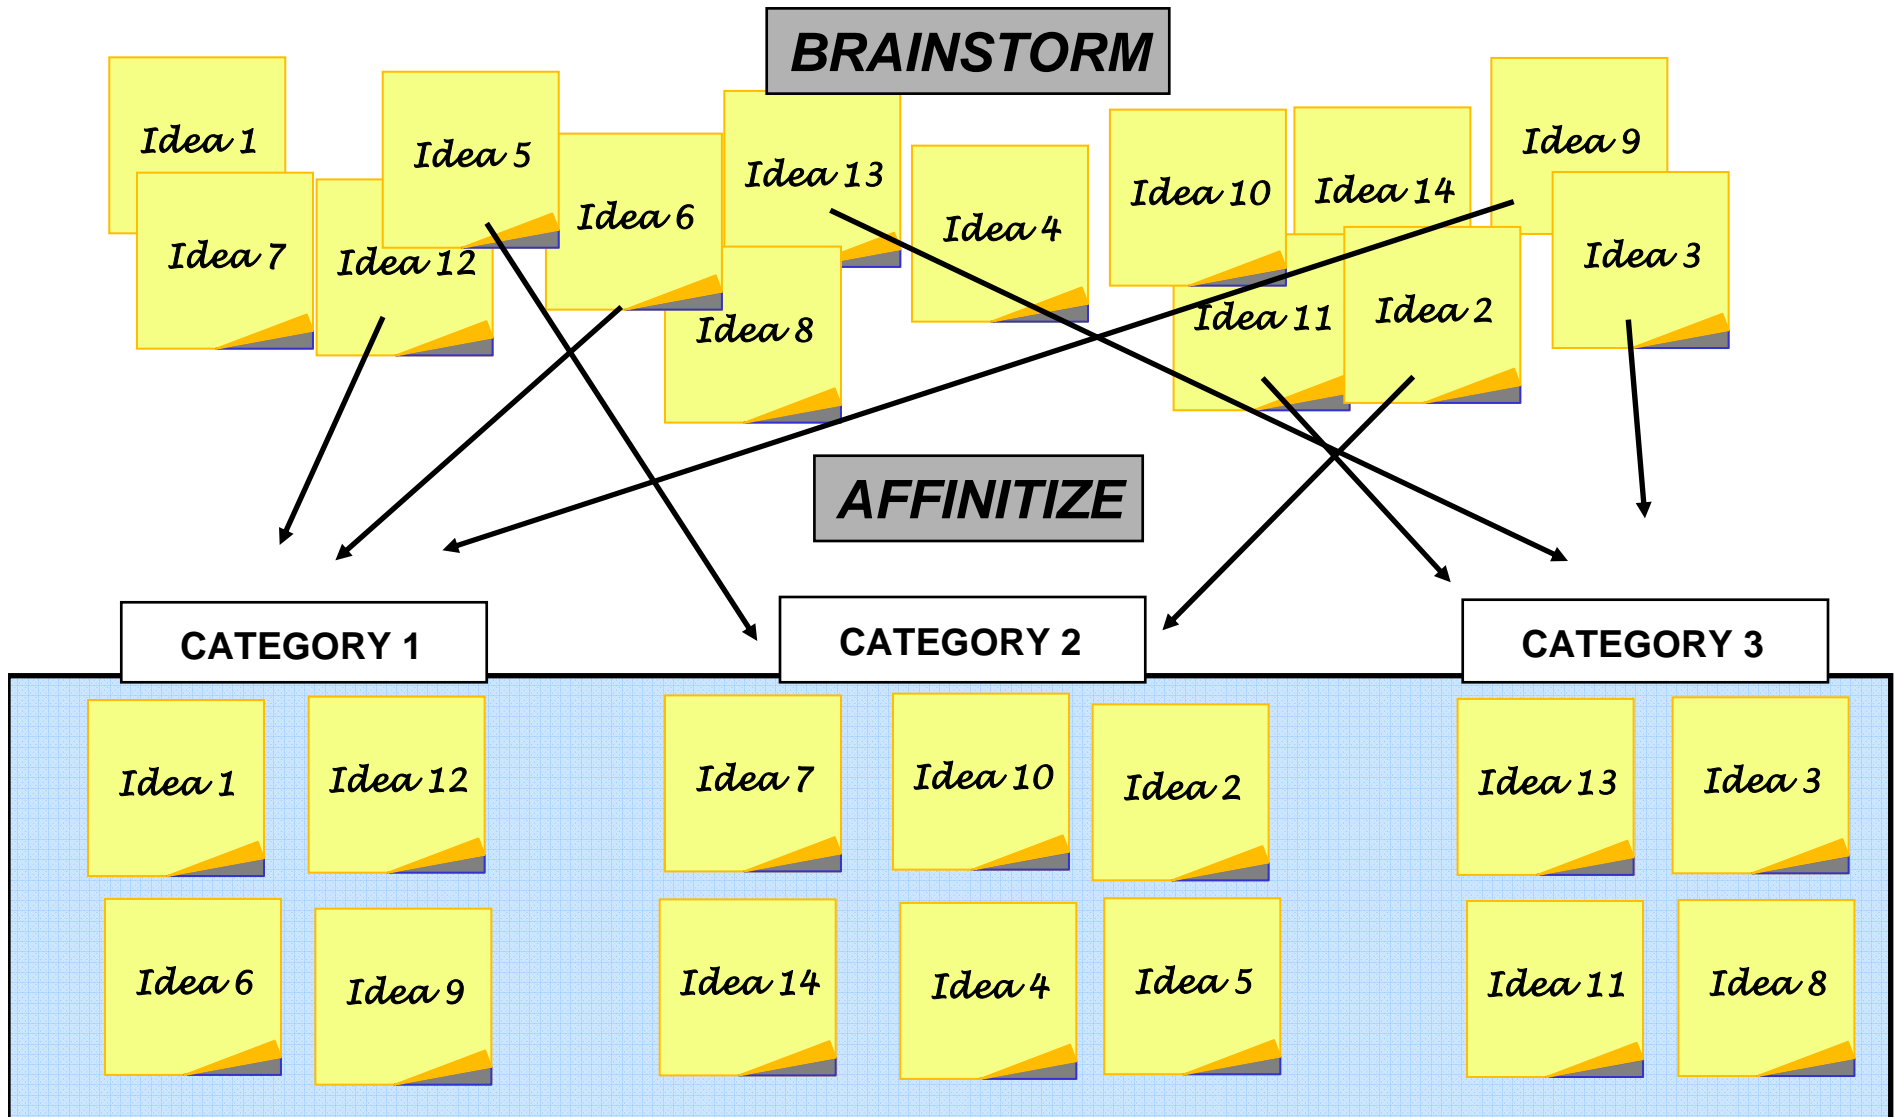 BRAINSTORM
Idea 1
Idea 5
Idea 13
Idea 9
Idea 6
Idea 10
Idea 14
Idea 4
Idea 7
Idea 12
Idea 3
Idea 8
Idea 11
Idea 2
AFFINITIZE
CATEGORY 1
CATEGORY 2
CATEGORY 3
Idea 1
Idea 12
Idea 7
Idea 10
Idea 2
Idea 13
Idea 3
Idea 6
Idea 9
Idea 14
Idea 4
Idea 5
Idea 11
Idea 8